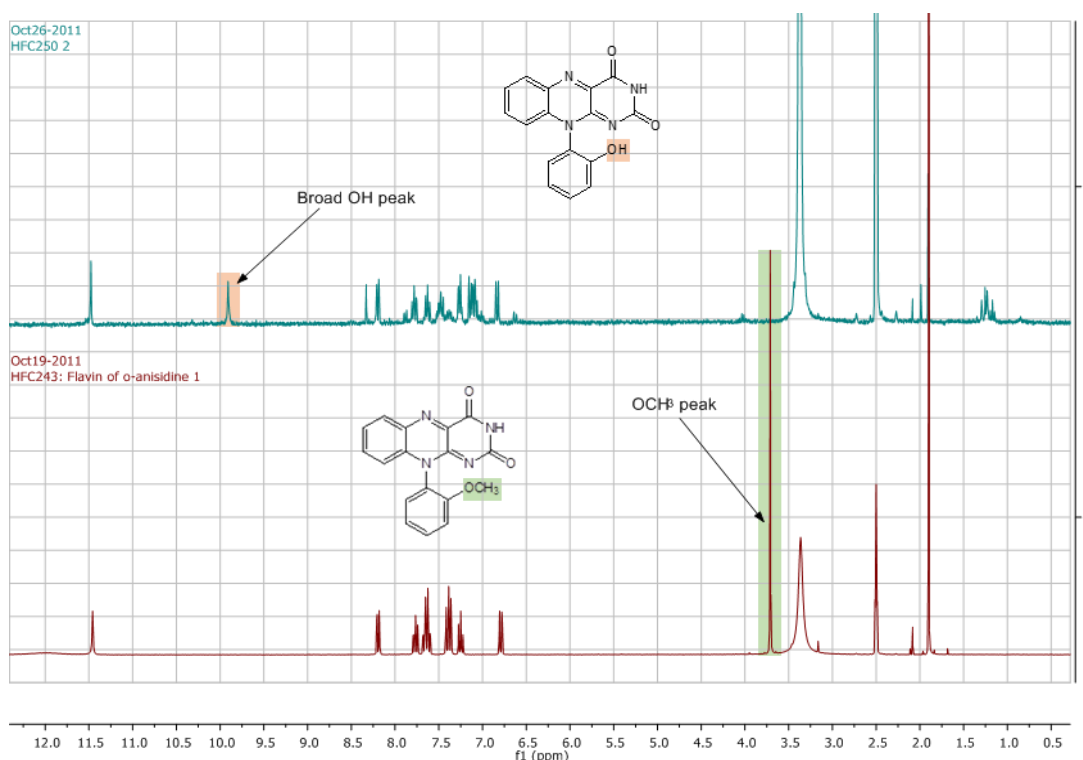 Oct26-2011
HFC250 2
O
N
NH
N
N
O
OH
Broad OH peak
Oct19-2011
HFC243: Flavin of o-anisidine 1
O
N
NH
N
N
O
OCH3
OCH3 peak
12.0 11.5 11.0 10.5 10.0 9.5 9.0 8.5 8.0 7.5 7.0 6.5 6.0 5.5 5.0 4.5 4.0 3.5 3.0 2.5 2.0 1.5 1.0 0.5
f1 (ppm)